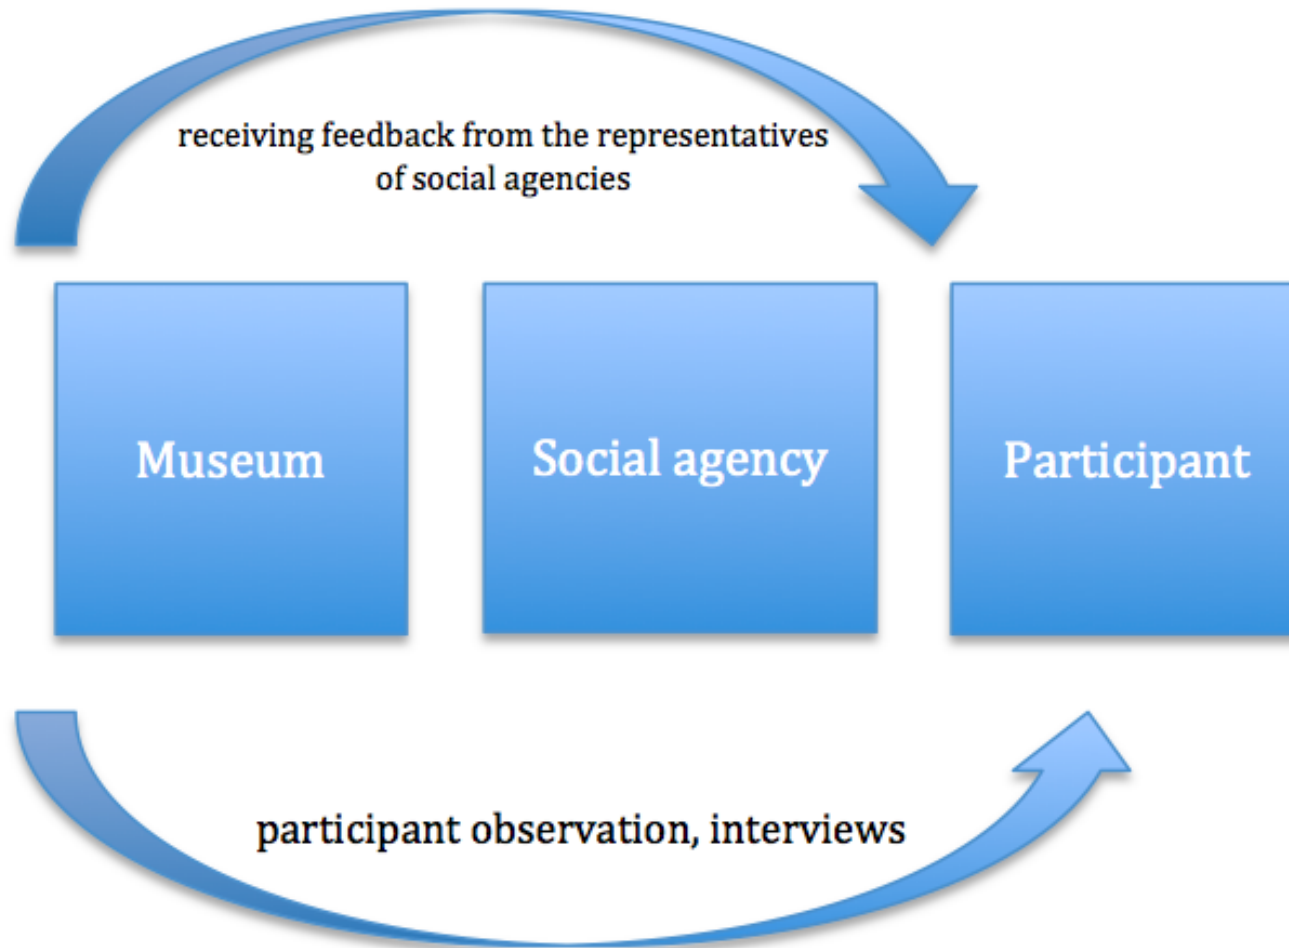 receiving feedback from the representatives
of social agencies
Museum
Social agency
Participant
participant observation, interviews